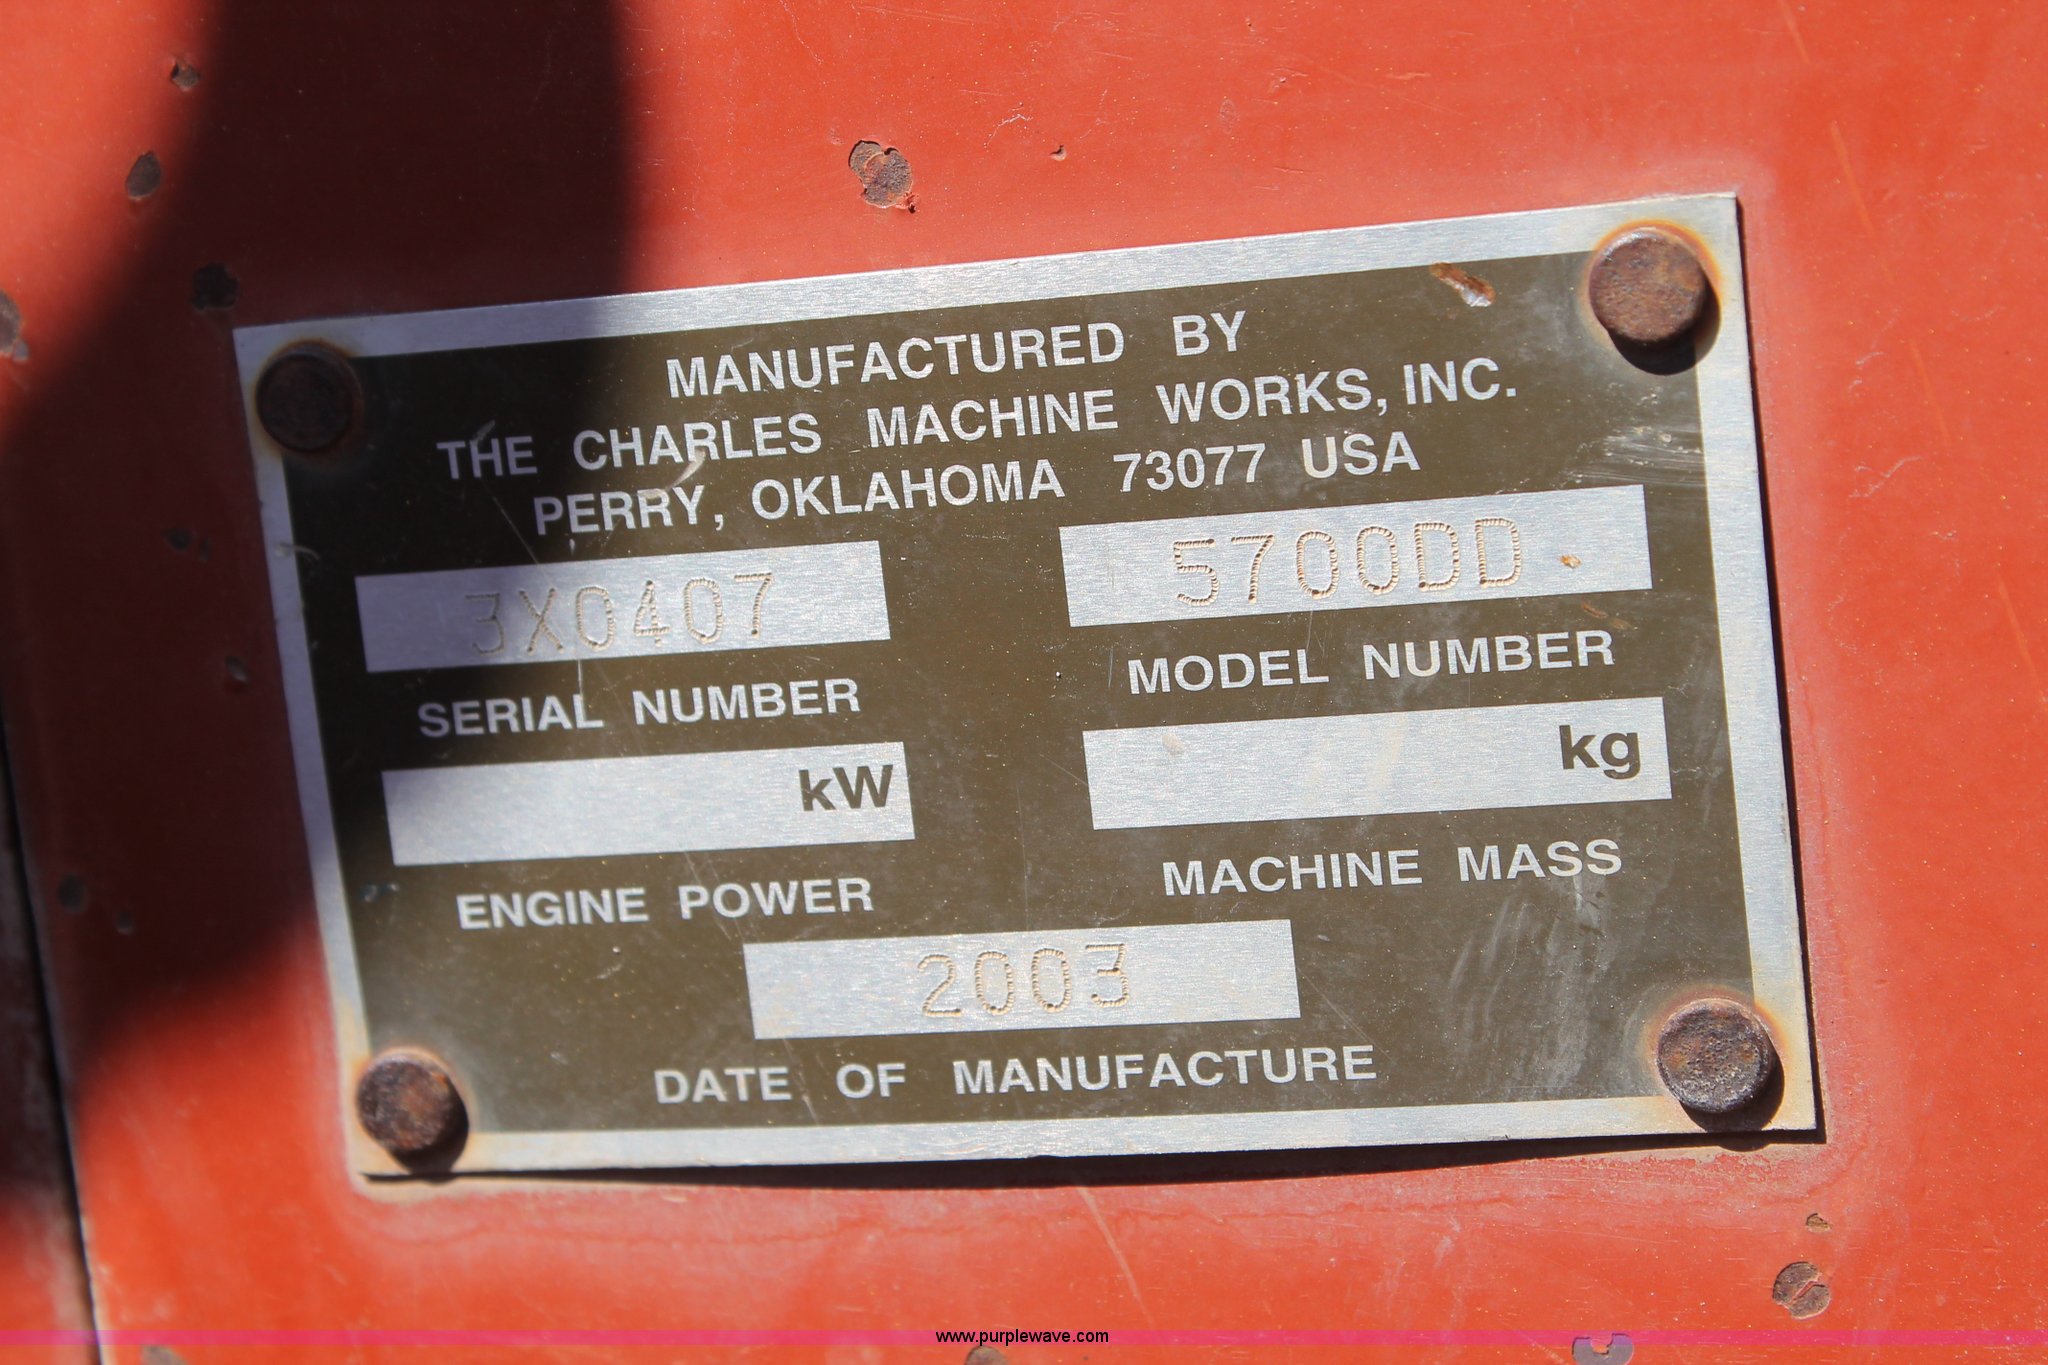 MANUFACTURED BY
THE CHARLES MACHINE WORKS, INC.
PERRY, OKLAHOMA 73077 USA
3X0407 5700DD
SERIAL NUMBER MODEL NUMBER
kW kg
ENGINE POWER MACHINE MASS
2003
DATE OF MANUFACTURE
www.purplewave.com